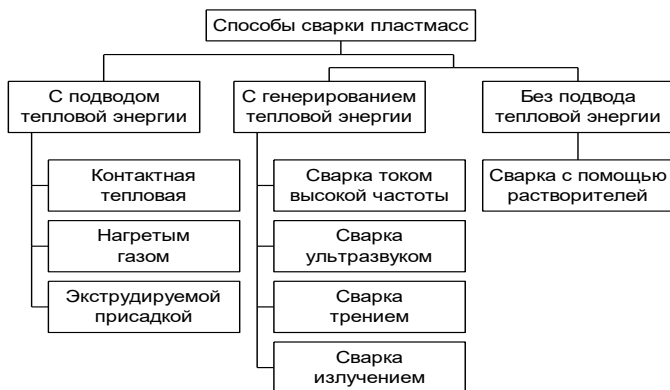 Способы сварки пластмасс
С подводом
тепловой энергии
С генерированием
тепловой энергии
Без подвода
тепловой энергии
Контактная
тепловая
Нагретым
газом
Экструдируемой
присадкой
Сварка током
высокой частоты
Сварка
ультразвуком
Сварка
трением
Сварка
излучением
Сварка с помощью
растворителей